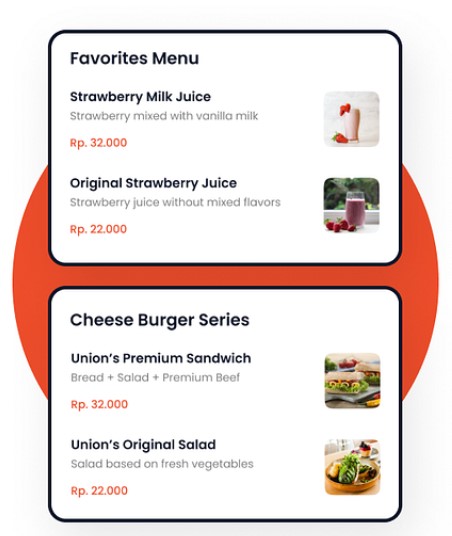 Favorites Menu
Strawberry Milk Juice
Strawberry mixed with vanilla milk
Rp. 32.000
Original Strawberry Juice
Strawberry juice without mixed flavors
Rp. 22.000
Cheese Burger Series
Union’s Premium Sandwich
Bread + Salad + Premium Beef
Rp. 32.000
Union’s Original Salad
Salad based on fresh vegetables
Rp. 22.000